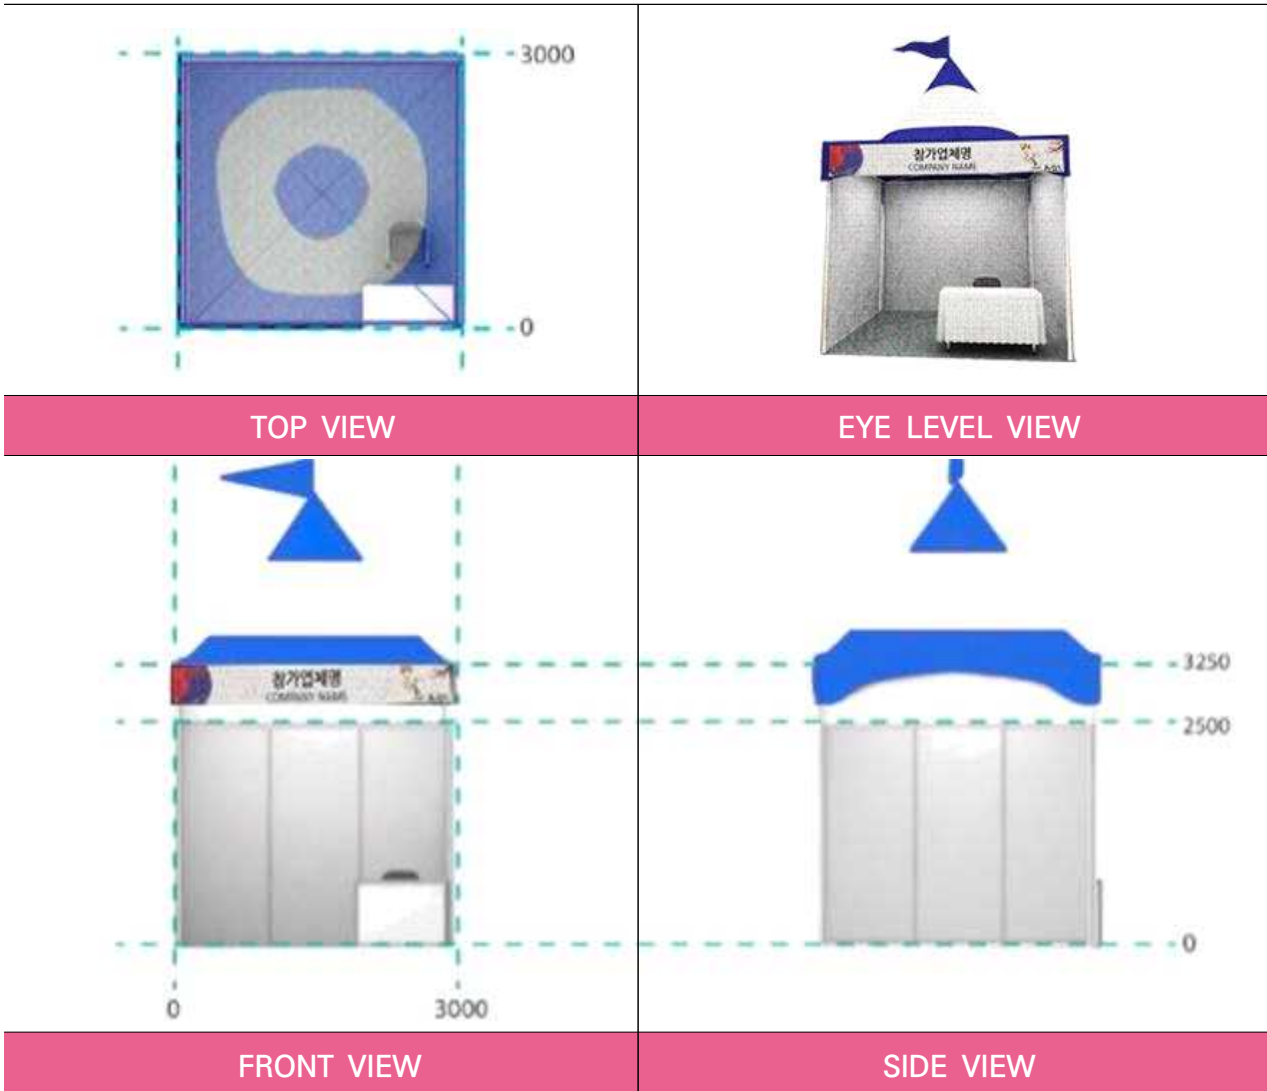 3000
0
참가업체명
COMPANY NAME
TOP VIEW
EYE LEVEL VIEW
참가업체명
COMPANY NAME
3250
2500
0
0
3000
FRONT VIEW
SIDE VIEW